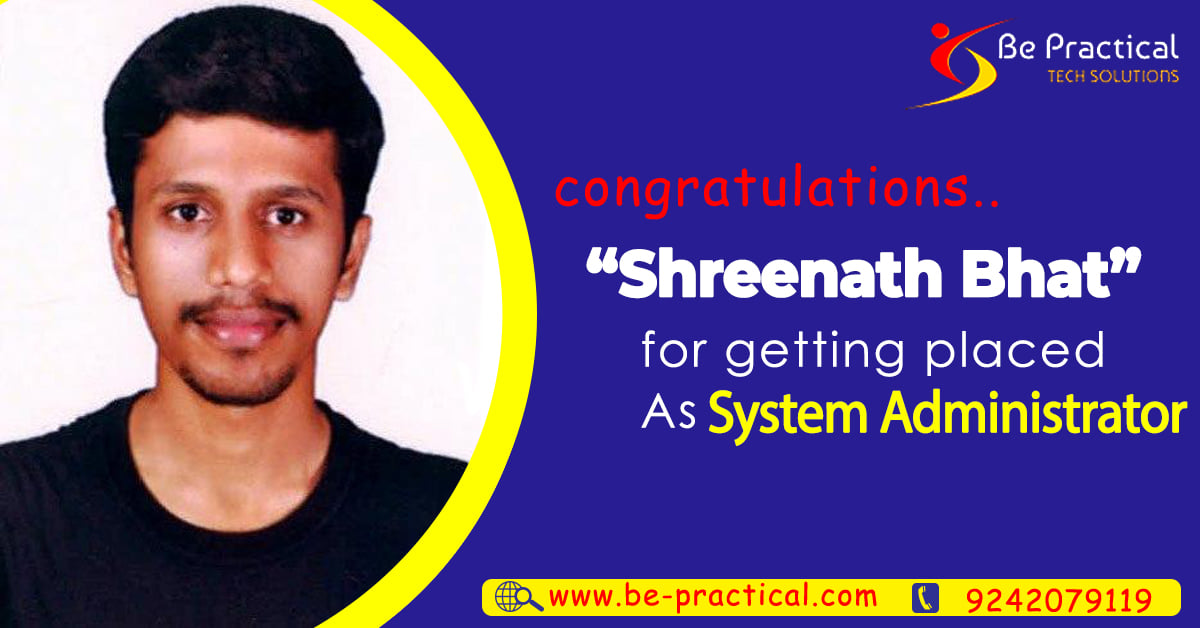 Be Practical
TECH SOLUTIONS
congratulations..
“Shreenath Bhat”
for getting placed
As System Administrator
www.be-practical.com 9242079119